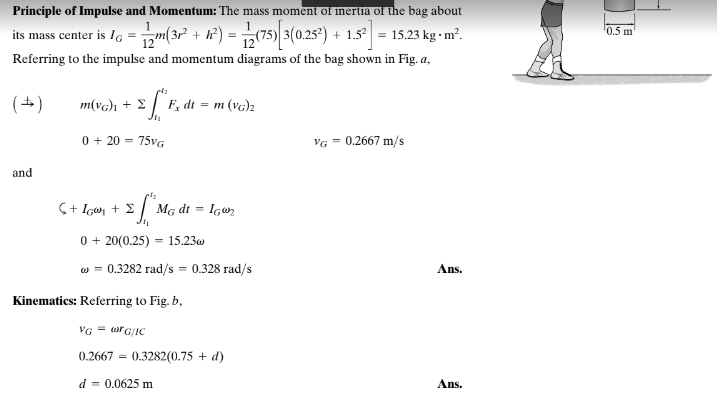 Principle of Impulse and Momentum: The mass moment of inertia of the bag about
its mass center is I_G = 1/12 m(3r² + h²) = 1/12 (75)[3(0.25²) + 1.5²] = 15.23 kg · m².
0.5 m
Referring to the impulse and momentum diagrams of the bag shown in Fig. a,
(→+) m(v_G)₁ + Σ∫_{t₁}^{t₂} F_x dt = m (v_G)₂
0 + 20 = 75v_G v_G = 0.2667 m/s
and
↶+ I_Gω₁ + Σ∫_{t₁}^{t₂} M_G dt = I_Gω₂
0 + 20(0.25) = 15.23ω
ω = 0.3282 rad/s = 0.328 rad/s Ans.
Kinematics: Referring to Fig. b,
v_G = ωr_{G/IC}
0.2667 = 0.3282(0.75 + d)
d = 0.0625 m Ans.